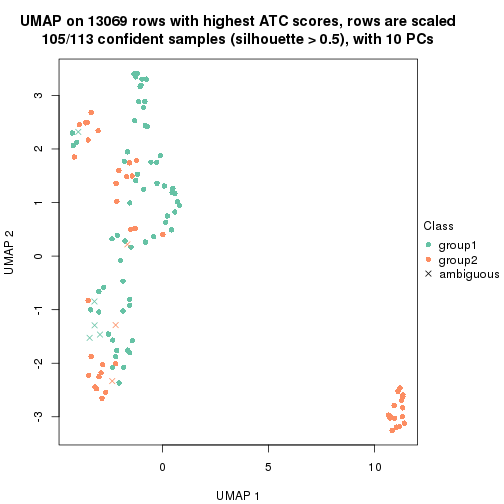 UMAP on 13069 rows with highest ATC scores, rows are scaled
105/113 confident samples (silhouette > 0.5), with 10 PCs
3
2
1
0
-1
-2
-3
UMAP 2
0
5
10
UMAP 1
Class
group1
group2
ambiguous